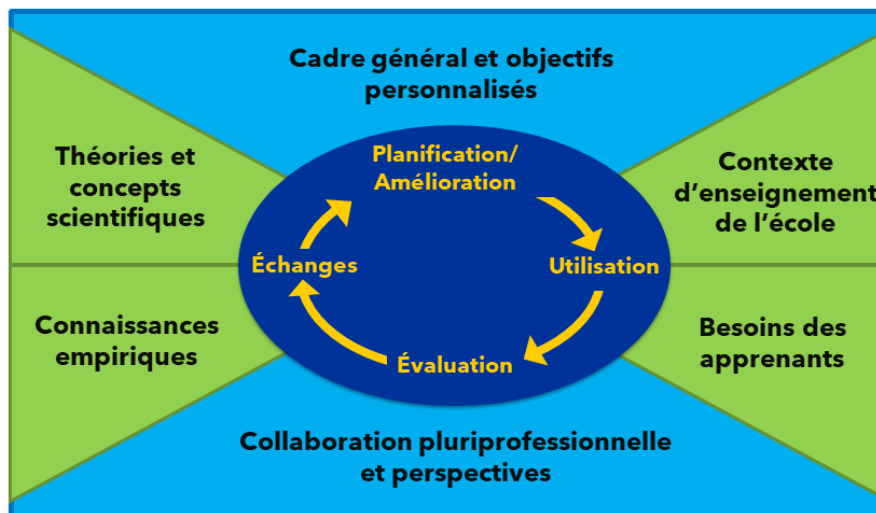 Cadre général et objectifs
personnalisés
Théories et
concepts
scientifiques
Planification/
Amélioration
Contexte
d'enseignement
de l'école
Échanges
Utilisation
Connaissances
empiriques
Évaluation
Besoins des
apprenants
Collaboration pluriprofessionnelle
et perspectives